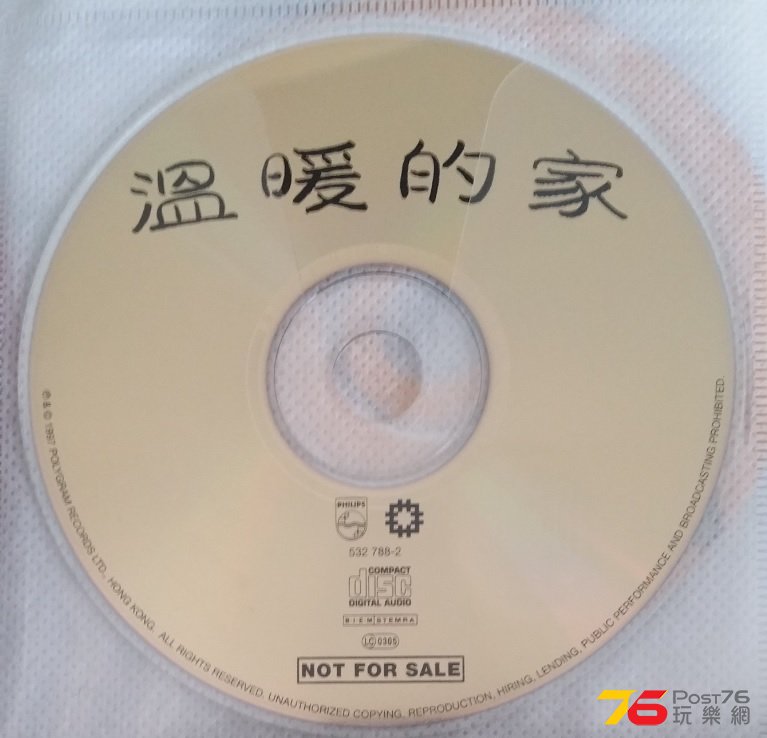 溫暖的家
PHILIPS
532 788-2
COMPACT
disc
DIGITAL AUDIO
BIEM STEMRA
LC 0305
NOT FOR SALE
℗ & © 1997 POLYGRAM RECORDS LTD., HONG KONG. ALL RIGHTS RESERVED. UNAUTHORIZED COPYING, REPRODUCTION, HIRING, LENDING, PUBLIC PERFORMANCE AND BROADCASTING PROHIBITED.
76 POST76
玩樂網